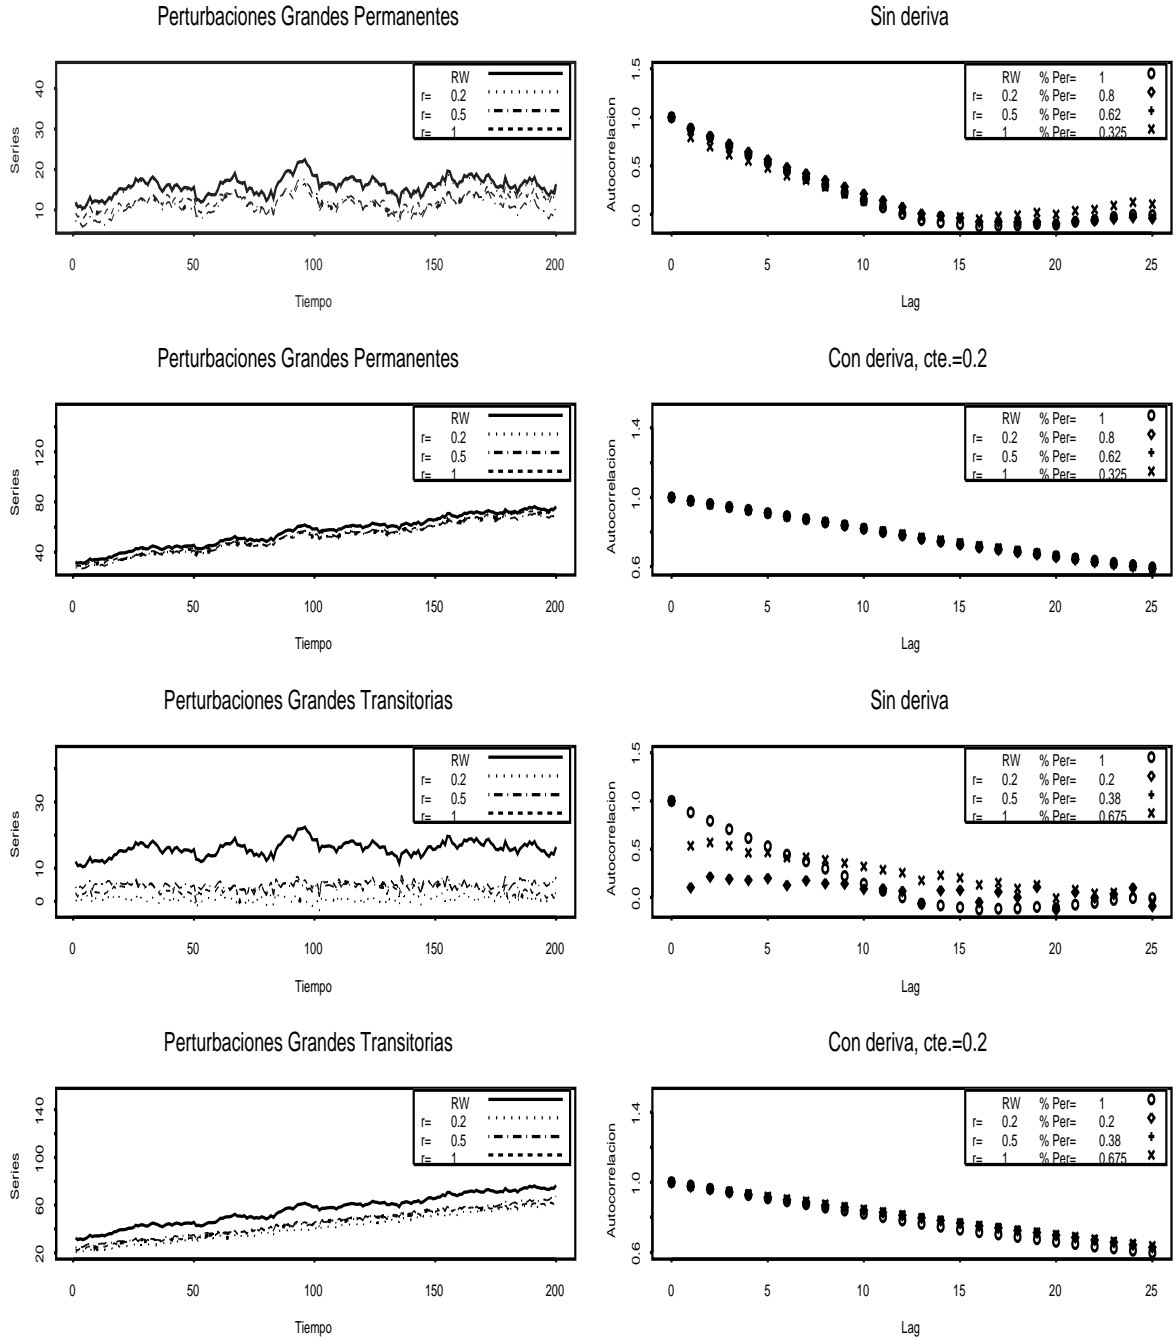 Perturbaciones Grandes Permanentes
Series
10 20 30 40
RW
r= 0.2
r= 0.5
r= 1
0 50 100 150 200
Tiempo
Sin deriva
Autocorrelacion
0.0 0.5 1.0 1.5
RW % Per= 1
r= 0.2 % Per= 0.8
r= 0.5 % Per= 0.62
r= 1 % Per= 0.325
0 5 10 15 20 25
Lag
Perturbaciones Grandes Permanentes
Series
40 80 120
RW
r= 0.2
r= 0.5
r= 1
0 50 100 150 200
Tiempo
Con deriva, cte.=0.2
Autocorrelacion
0.6 1.0 1.4
RW % Per= 1
r= 0.2 % Per= 0.8
r= 0.5 % Per= 0.62
r= 1 % Per= 0.325
0 5 10 15 20 25
Lag
Perturbaciones Grandes Transitorias
Series
0 10 30
RW
r= 0.2
r= 0.5
r= 1
0 50 100 150 200
Tiempo
Sin deriva
Autocorrelacion
0.0 0.5 1.0 1.5
RW % Per= 1
r= 0.2 % Per= 0.2
r= 0.5 % Per= 0.38
r= 1 % Per= 0.675
0 5 10 15 20 25
Lag
Perturbaciones Grandes Transitorias
Series
20 60 100 140
RW
r= 0.2
r= 0.5
r= 1
0 50 100 150 200
Tiempo
Con deriva, cte.=0.2
Autocorrelacion
0.6 1.0 1.4
RW % Per= 1
r= 0.2 % Per= 0.2
r= 0.5 % Per= 0.38
r= 1 % Per= 0.675
0 5 10 15 20 25
Lag